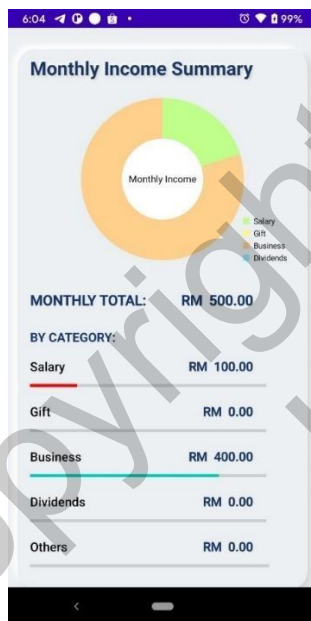 6:04 99%
Monthly Income Summary
Monthly Income
Salary
Gift
Business
Dividends
MONTHLY TOTAL: RM 500.00
BY CATEGORY:
Salary RM 100.00
Gift RM 0.00
Business RM 400.00
Dividends RM 0.00
Others RM 0.00
opyright